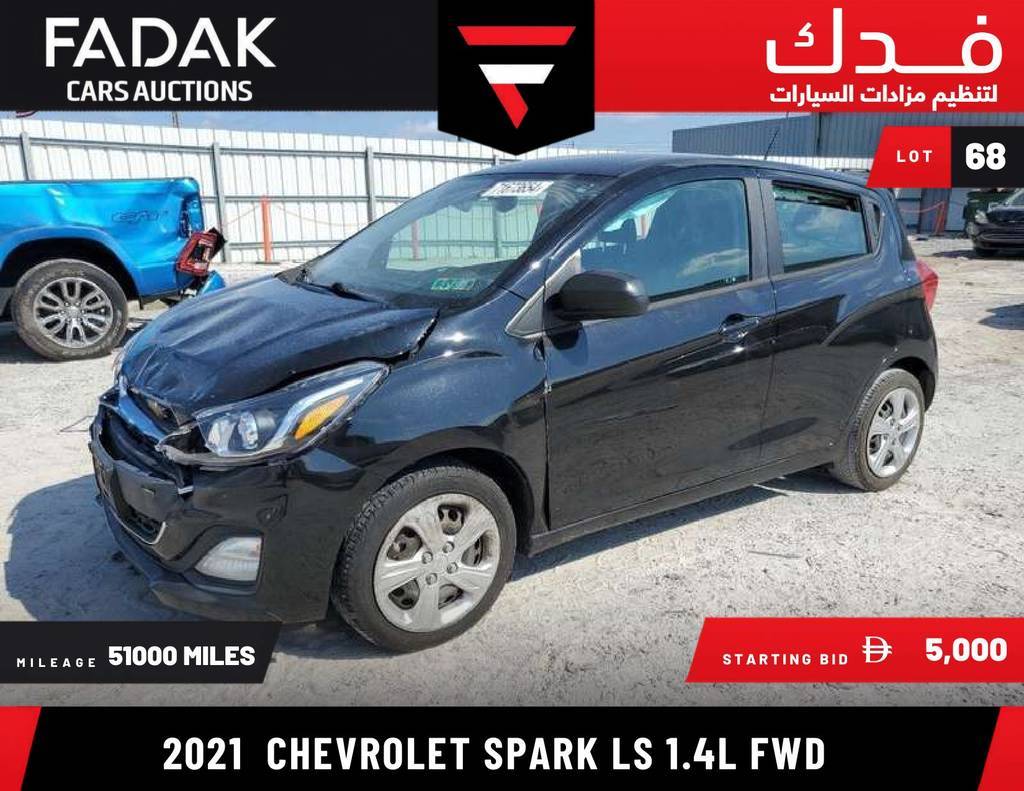 FADAK
CARS AUCTIONS
فدك
لتنظيم مزادات السيارات
LOT 68
MILEAGE 51000 MILES
STARTING BID 5,000
2021 CHEVROLET SPARK LS 1.4L FWD